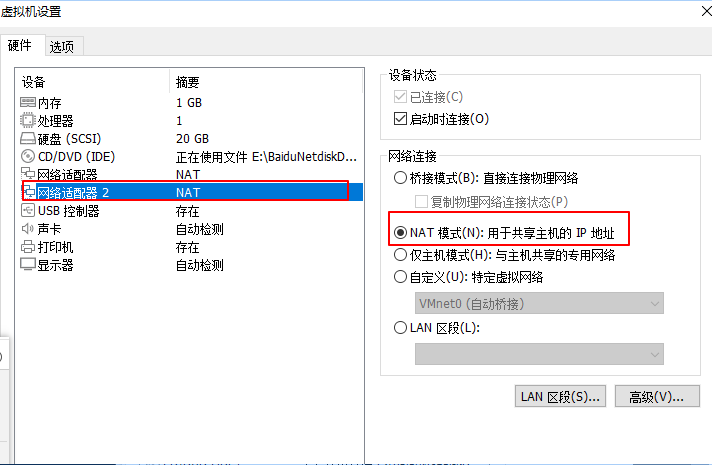 虚拟机设置
硬件 选项
设备 摘要
内存 1 GB
处理器 1
硬盘 (SCSI) 20 GB
CD/DVD (IDE) 正在使用文件 E:\BaiduNetdiskD...
网络适配器 NAT
网络适配器 2 NAT
USB 控制器 存在
声卡 自动检测
打印机 存在
显示器 自动检测
设备状态
已连接(C)
启动时连接(O)
网络连接
桥接模式(B): 直接连接物理网络
复制物理网络连接状态(P)
NAT 模式(N): 用于共享主机的 IP 地址
仅主机模式(H): 与主机共享的专用网络
自定义(U): 特定虚拟网络
VMnet0 (自动桥接)
LAN 区段(L):
LAN 区段(S)... 高级(V)...